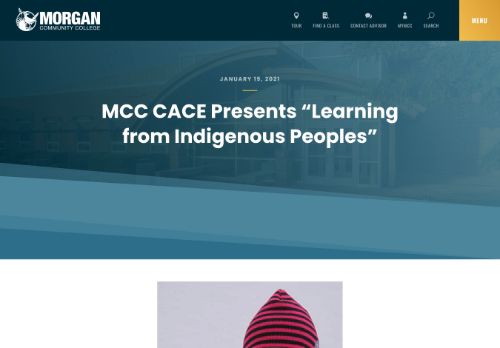 MORGAN
COMMUNITY COLLEGE
TOUR
FIND A CLASS
CONTACT ADVISOR
MYMCC
SEARCH
MENU
JANUARY 15, 2021
MCC CACE Presents “Learning
from Indigenous Peoples”